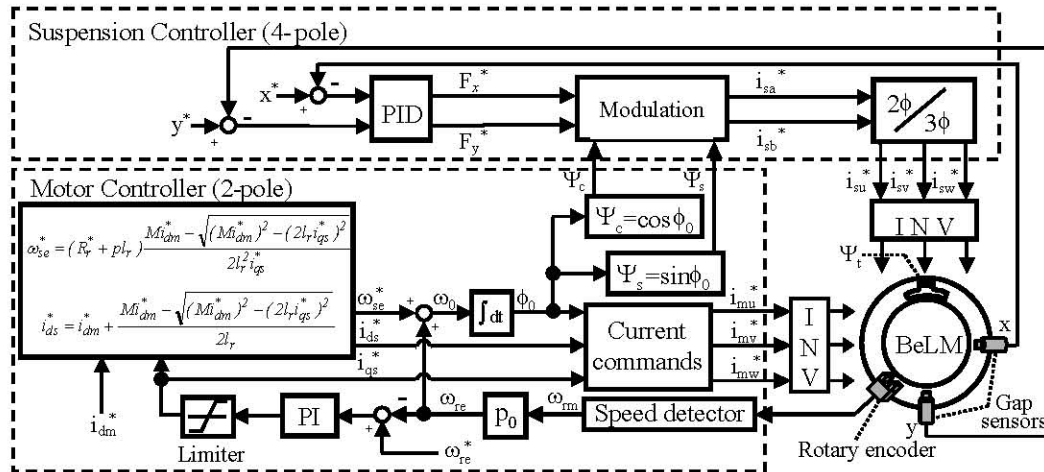 Suspension Controller (4-pole)
x*
y*
+
-
+
-
PID
F_x*
F_y*
Modulation
i_sa*
i_sb*
2ϕ/3ϕ
i_su*
i_sv*
i_sw*
INV
Motor Controller (2-pole)
ω_se* = (R_r* + pl_r) (Mi_dm* - √((Mi_dm*)² - (2l_r i_qs*)²)) / (2l_r² i_qs*)
i_ds* = i_dm* + (Mi_dm* - √((Mi_dm*)² - (2l_r i_qs*)²)) / (2l_r)
Ψ_c
Ψ_s
Ψ_c=cosϕ_0
Ψ_s=sinϕ_0
Ψ_t
ω_se*
+
+
ω_0
∫dt
ϕ_0
i_ds*
i_qs*
Current commands
i_mu*
i_mv*
i_mw*
INV
BeLM
x
y
i_dm*
Limiter
PI
-
+
ω_re
ω_re*
p_0
ω_rm
Speed detector
Rotary encoder
Gap sensors